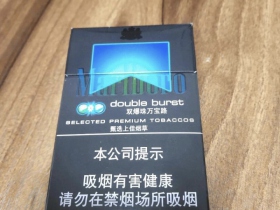 double burst
双爆珠万宝路
SELECTED PREMIUM TOBACCOS
甄选上佳烟草
本公司提示
吸烟有害健康
请勿在禁烟场所吸烟